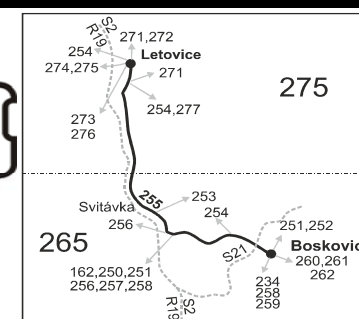 S2
R19
271,272
254
Letovice
274,275
271
275
254,277
273
276
255
253
Svitávka
254
256
251,252
265
S21
Boskovic
162,250,251
260,261
256,257,258
262
234
258
259
S2
R19